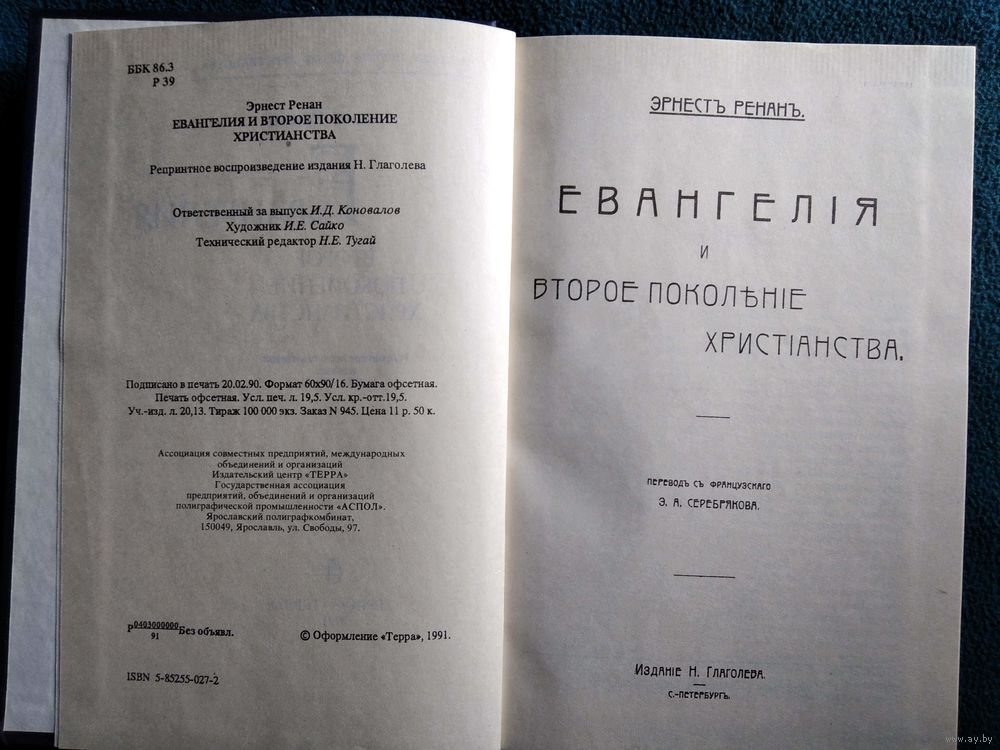 ББК 86.3
Р 39
Эрнест Ренан
ЕВАНГЕЛИЯ И ВТОРОЕ ПОКОЛЕНИЕ
ХРИСТИАНСТВА
Репринтное воспроизведение издания Н. Глаголева
Ответственный за выпуск И.Д. Коновалов
Художник И.Е. Сайко
Технический редактор Н.Е. Тугай
Подписано в печать 20.02.90. Формат 60х90/16. Бумага офсетная.
Печать офсетная. Усл. печ. л. 19,5. Усл. кр.-отт.19,5.
Уч.-изд. л. 20,13. Тираж 100 000 экз. Заказ N 945. Цена 11 р. 50 к.
Ассоциация совместных предприятий, международных
объединений и организаций
Издательский центр «ТЕРРА»
Государственная ассоциация
предприятий, объединений и организаций
полиграфической промышленности «АСПОЛ».
Ярославский полиграфкомбинат,
150049, Ярославль, ул. Свободы, 97.
Р 0403000000 Без объявл.
91
© Оформление «Терра», 1991.
ISBN 5-85255-027-2
ЭРНЕСТЪ РЕНАНЪ.
ЕВАНГЕЛІЯ
И
ВТОРОЕ ПОКОЛѢНІЕ
ХРИСТІАНСТВА.
ПЕРЕВОДЪ СЪ ФРАНЦУЗСКАГО
Э. А. СЕРЕБРЯКОВА.
ИЗДАНІЕ Н. ГЛАГОЛЕВА.
С.-ПЕТЕРБУРГЪ.
www.ay.by